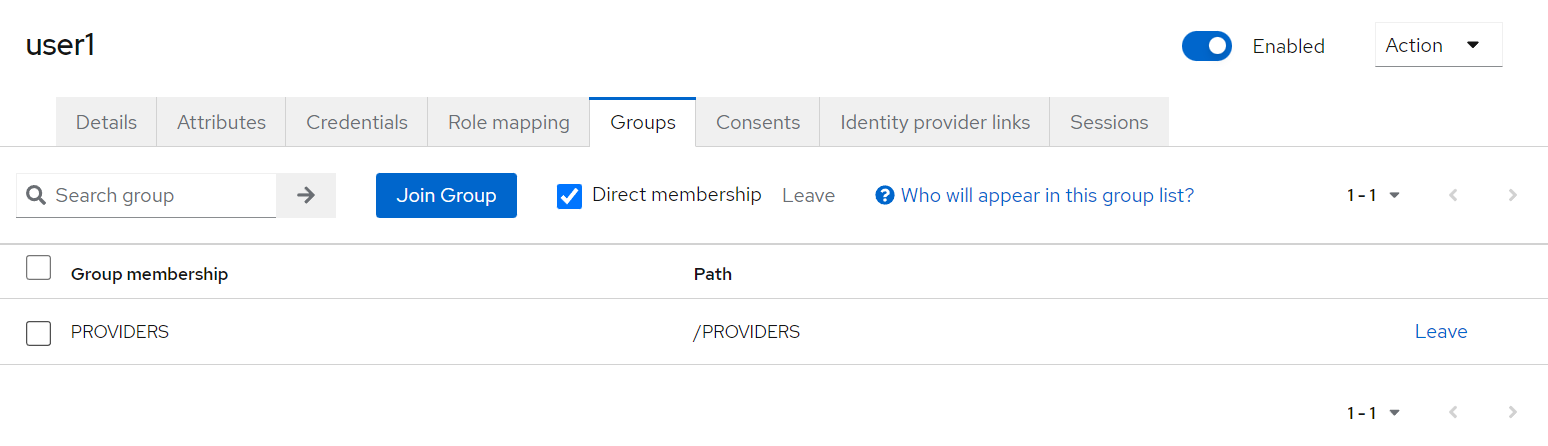 user1
Enabled
Action
Details Attributes Credentials Role mapping Groups Consents Identity provider links Sessions
Search group Join Group Direct membership Leave Who will appear in this group list? 1 - 1
Group membership Path
PROVIDERS /PROVIDERS Leave
1 - 1